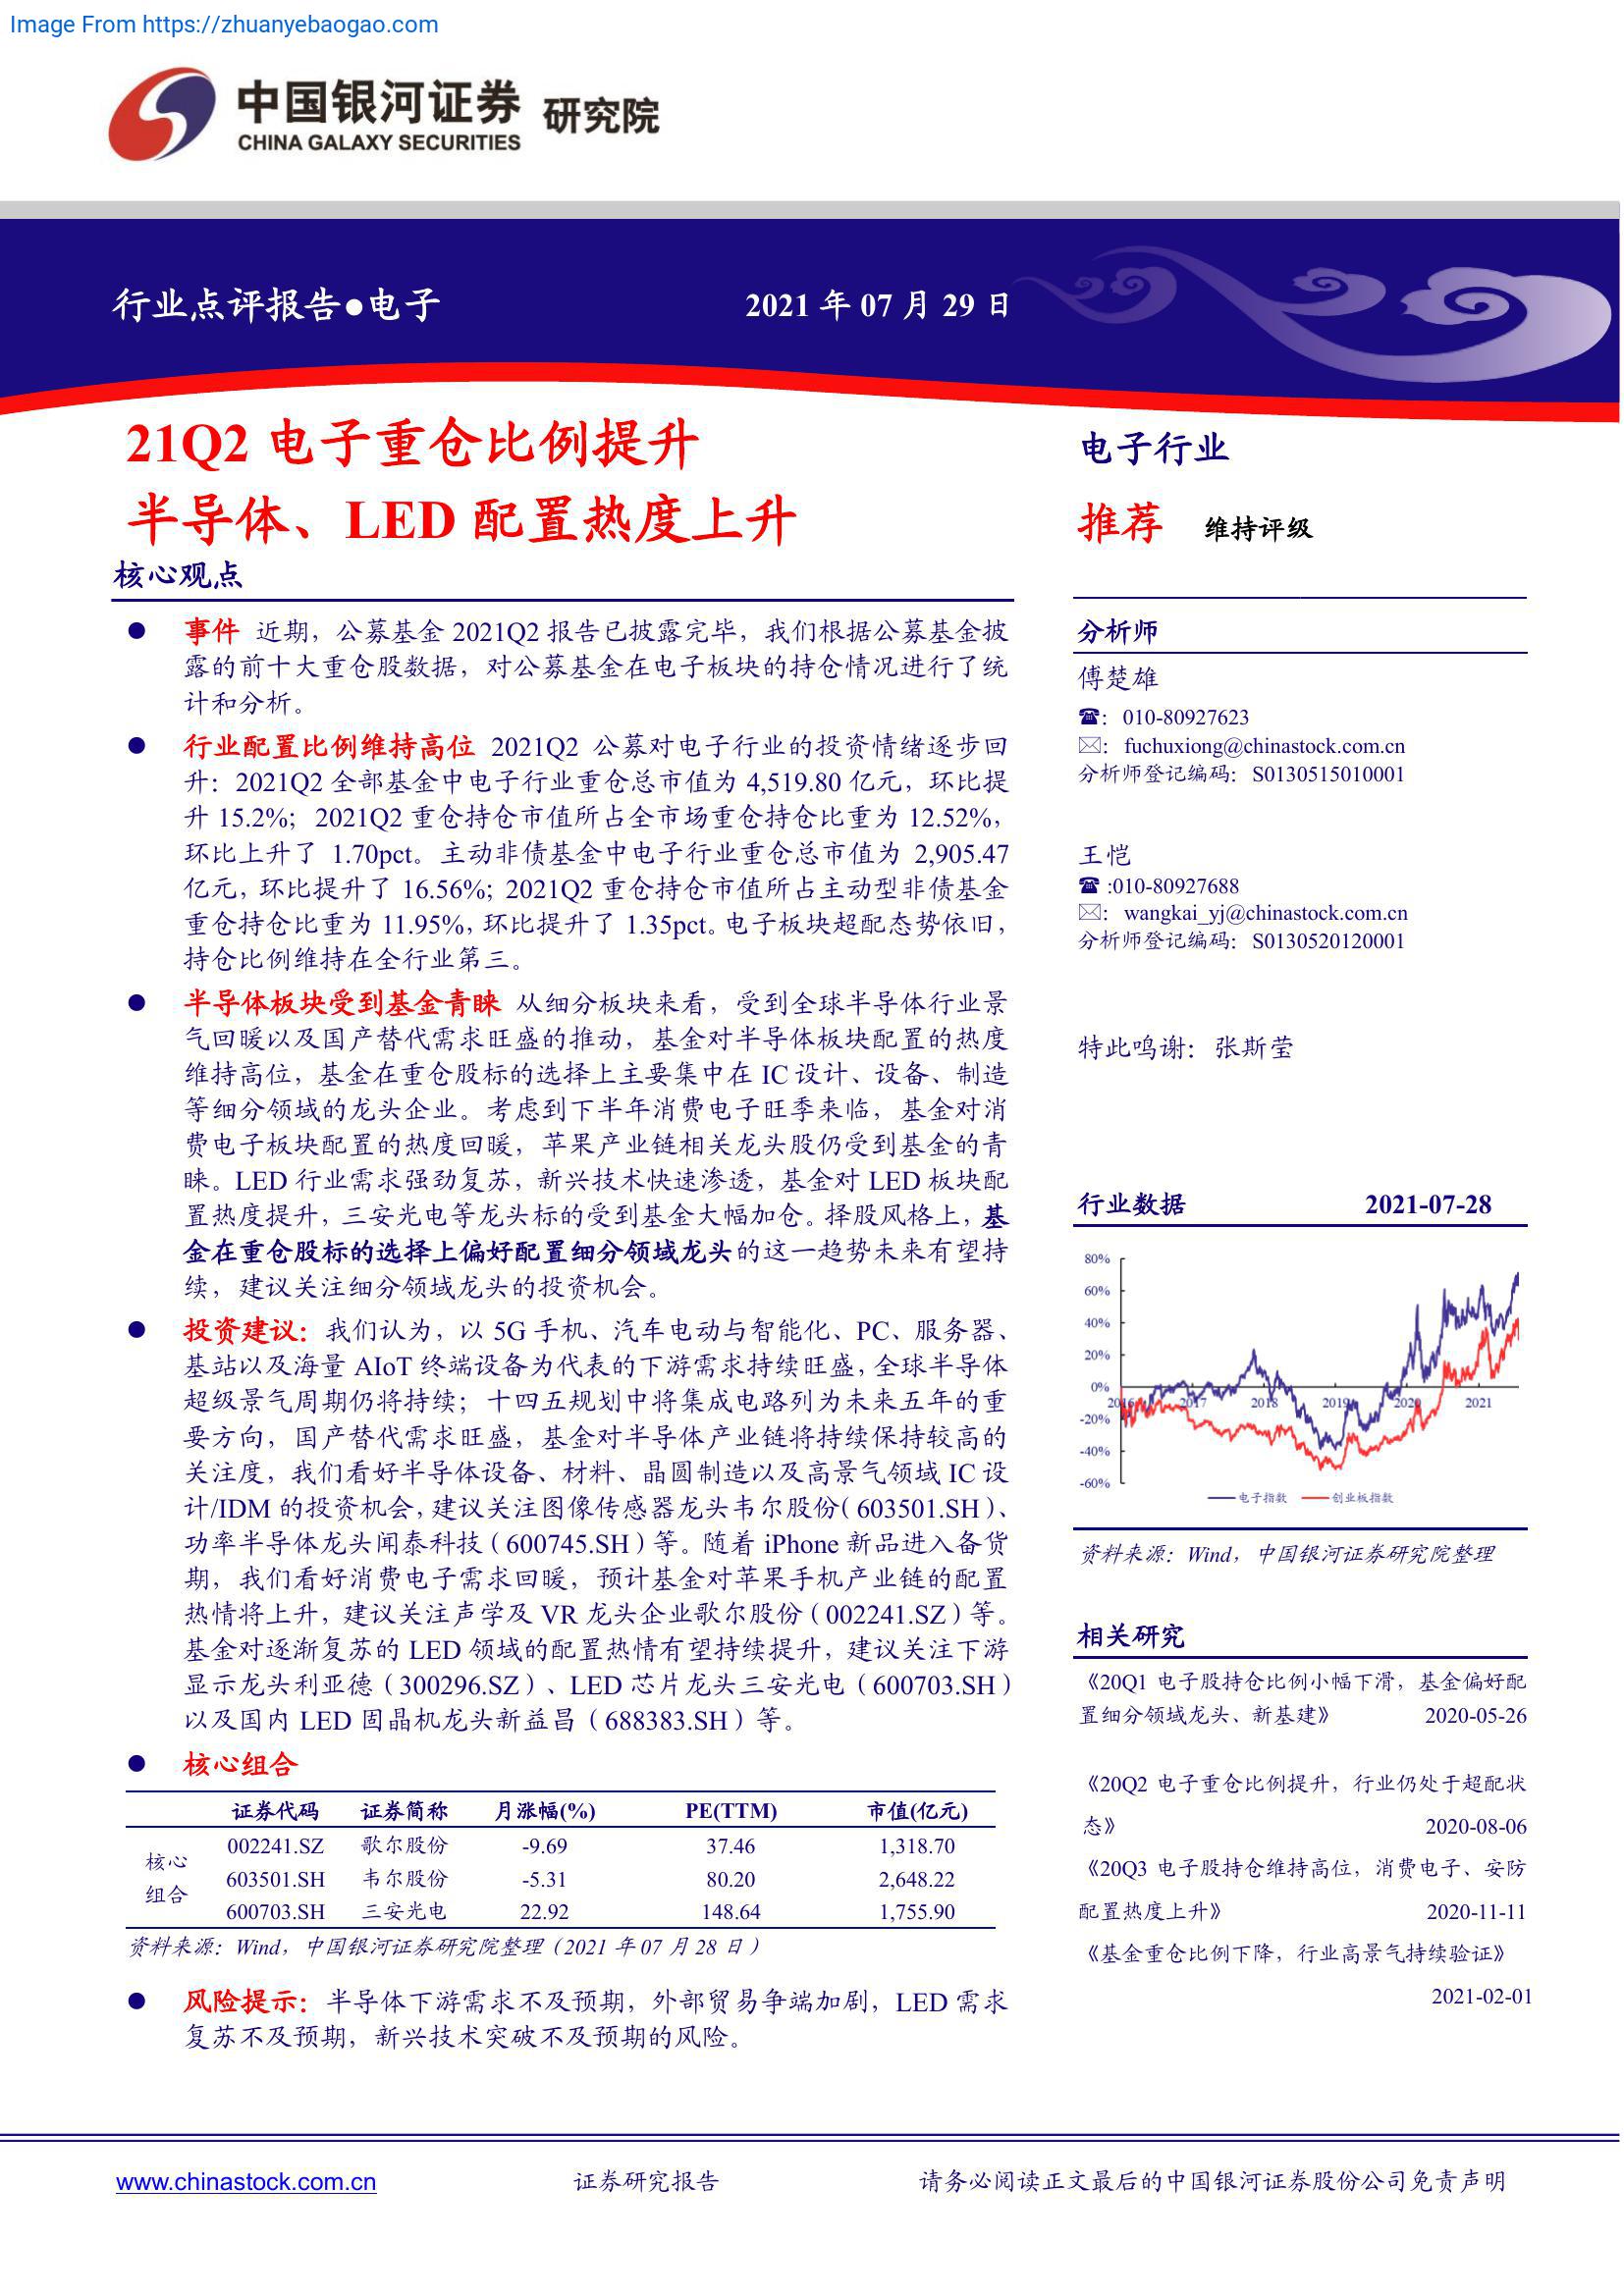 Image From https://zhuanyebaogao.com
中国银河证券 研究院
CHINA GALAXY SECURITIES
行业点评报告●电子
2021 年 07 月 29 日
21Q2 电子重仓比例提升
半导体、LED 配置热度上升
核心观点
● 事件 近期，公募基金 2021Q2 报告已披露完毕，我们根据公募基金披
露的前十大重仓股数据，对公募基金在电子板块的持仓情况进行了统
计和分析。
● 行业配置比例维持高位 2021Q2 公募对电子行业的投资情绪逐步回
升：2021Q2 全部基金中电子行业重仓总市值为 4,519.80 亿元，环比提
升 15.2%；2021Q2 重仓持仓市值所占全市场重仓持仓比重为 12.52%，
环比上升了 1.70pct。主动非债基金中电子行业重仓总市值为 2,905.47
亿元，环比提升了 16.56%；2021Q2 重仓持仓市值所占主动型非债基金
重仓持仓比重为 11.95%，环比提升了 1.35pct。电子板块超配态势依旧，
持仓比例维持在全行业第三。
● 半导体板块受到基金青睐 从细分板块来看，受到全球半导体行业景
气回暖以及国产替代需求旺盛的推动，基金对半导体板块配置的热度
维持高位，基金在重仓股标的选择上主要集中在 IC 设计、设备、制造
等细分领域的龙头企业。考虑到下半年消费电子旺季来临，基金对消
费电子板块配置的热度回暖，苹果产业链相关龙头股仍受到基金的青
睐。LED 行业需求强劲复苏，新兴技术快速渗透，基金对 LED 板块配
置热度提升，三安光电等龙头标的受到基金大幅加仓。择股风格上，基
金在重仓股标的选择上偏好配置细分领域龙头的这一趋势未来有望持
续，建议关注细分领域龙头的投资机会。
● 投资建议：我们认为，以 5G 手机、汽车电动与智能化、PC、服务器、
基站以及海量 AIoT 终端设备为代表的下游需求持续旺盛，全球半导体
超级景气周期仍将持续；十四五规划中将集成电路列为未来五年的重
要方向，国产替代需求旺盛，基金对半导体产业链将持续保持较高的
关注度，我们看好半导体设备、材料、晶圆制造以及高景气领域 IC 设
计/IDM 的投资机会，建议关注图像传感器龙头韦尔股份（603501.SH）、
功率半导体龙头闻泰科技（600745.SH）等。随着 iPhone 新品进入备货
期，我们看好消费电子需求回暖，预计基金对苹果手机产业链的配置
热情将上升，建议关注声学及 VR 龙头企业歌尔股份（002241.SZ）等。
基金对逐渐复苏的 LED 领域的配置热情有望持续提升，建议关注下游
显示龙头利亚德（300296.SZ）、LED 芯片龙头三安光电（600703.SH）
以及国内 LED 固晶机龙头新益昌（688383.SH）等。
● 核心组合
证券代码 证券简称 月涨幅(%) PE(TTM) 市值(亿元)
核心
组合
002241.SZ 歌尔股份 -9.69 37.46 1,318.70
603501.SH 韦尔股份 -5.31 80.20 2,648.22
600703.SH 三安光电 22.92 148.64 1,755.90
资料来源：Wind，中国银河证券研究院整理（2021 年 07 月 28 日）
● 风险提示：半导体下游需求不及预期，外部贸易争端加剧，LED 需求
复苏不及预期，新兴技术突破不及预期的风险。
电子行业
推荐 维持评级
分析师
傅楚雄
☎：010-80927623
✉：fuchuxiong@chinastock.com.cn
分析师登记编码：S0130515010001
王恺
☎:010-80927688
✉：wangkai_yj@chinastock.com.cn
分析师登记编码：S0130520120001
特此鸣谢：张斯莹
行业数据 2021-07-28
80%
60%
40%
20%
0%
-20%
-40%
-60%
2016 2017 2018 2019 2020 2021
电子指数 创业板指数
资料来源：Wind，中国银河证券研究院整理
相关研究
《20Q1 电子股持仓比例小幅下滑，基金偏好配
置细分领域龙头、新基建》 2020-05-26
《20Q2 电子重仓比例提升，行业仍处于超配状
态》 2020-08-06
《20Q3 电子股持仓维持高位，消费电子、安防
配置热度上升》 2020-11-11
《基金重仓比例下降，行业高景气持续验证》
2021-02-01
www.chinastock.com.cn
证券研究报告
请务必阅读正文最后的中国银河证券股份公司免责声明